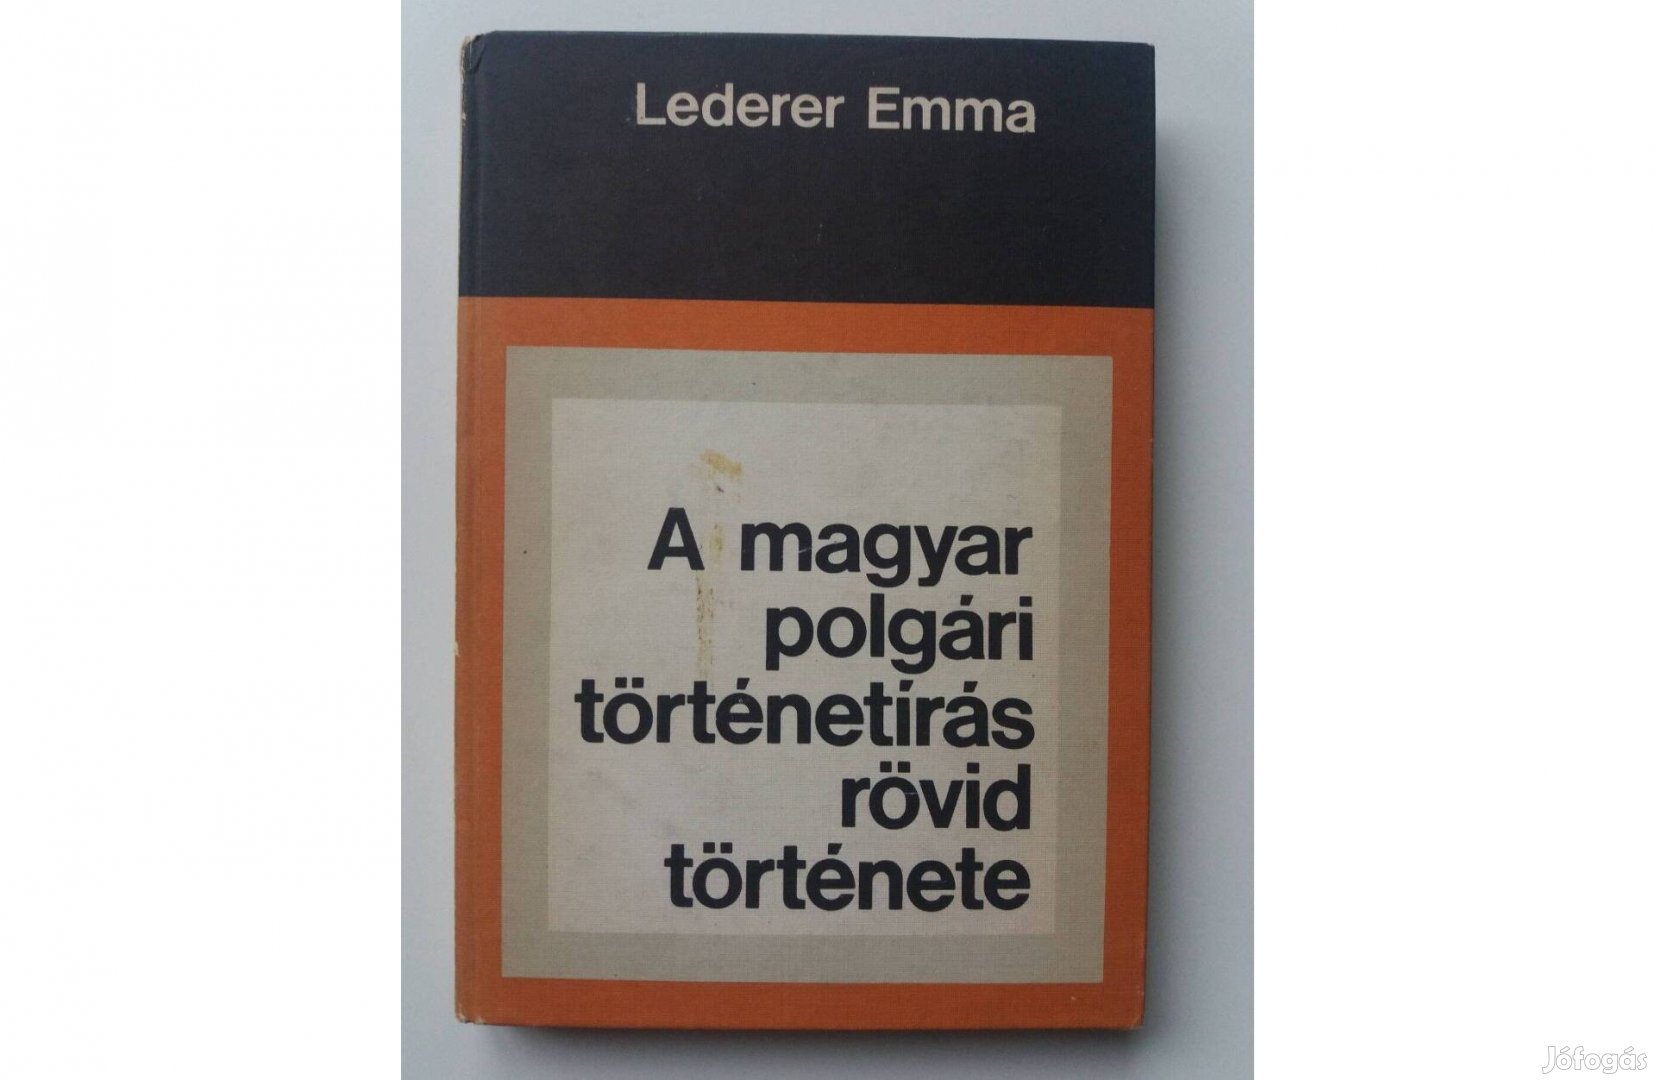 Lederer Emma
A magyar
polgári
történetírás
rövid
története
Jófogás